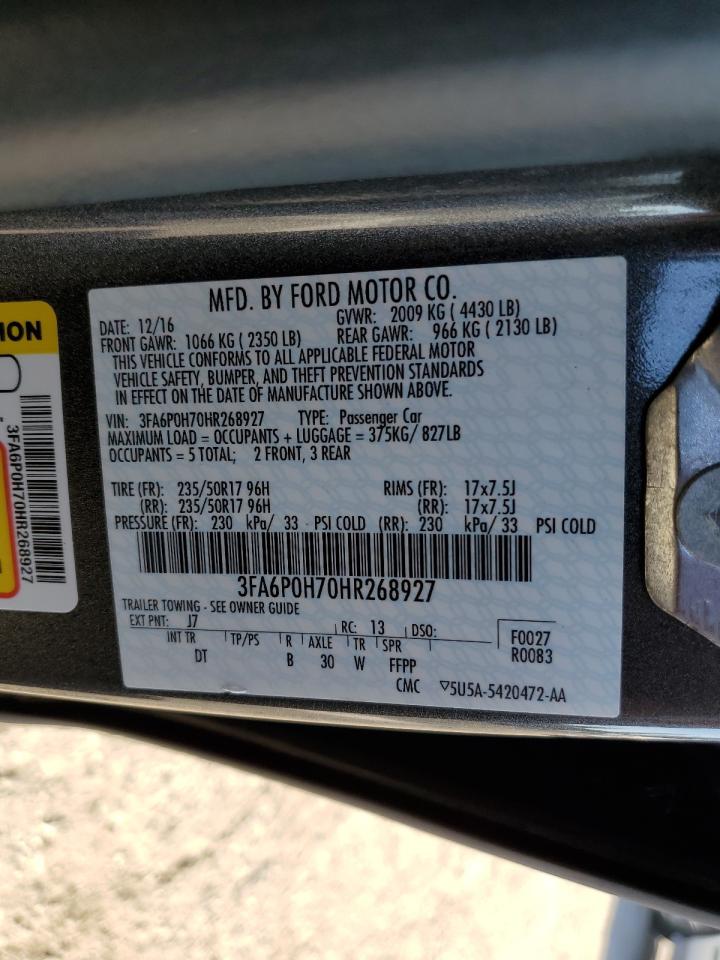 MFD. BY FORD MOTOR CO.
DATE: 12/16 GVWR: 2009 KG ( 4430 LB)
FRONT GAWR: 1066 KG ( 2350 LB) REAR GAWR: 966 KG ( 2130 LB)
THIS VEHICLE CONFORMS TO ALL APPLICABLE FEDERAL MOTOR
VEHICLE SAFETY, BUMPER, AND THEFT PREVENTION STANDARDS
IN EFFECT ON THE DATE OF MANUFACTURE SHOWN ABOVE.
VIN: 3FA6P0H70HR268927 TYPE: Passenger Car
MAXIMUM LOAD = OCCUPANTS + LUGGAGE = 375KG/ 827LB
OCCUPANTS = 5 TOTAL; 2 FRONT, 3 REAR
TIRE (FR): 235/50R17 96H RIMS (FR): 17x7.5J
(RR): 235/50R17 96H (RR): 17x7.5J
PRESSURE (FR): 230 kPa/ 33 PSI COLD (RR): 230 kPa/ 33 PSI COLD
3FA6P0H70HR268927
TRAILER TOWING - SEE OWNER GUIDE
EXT PNT: J7 RC: 13 DSO: F0027
INT TR TP/PS R AXLE TR SPR R0083
DT B 30 W FFPP
CMC ▽5U5A-5420472-AA
3FA6P0H70HR268927